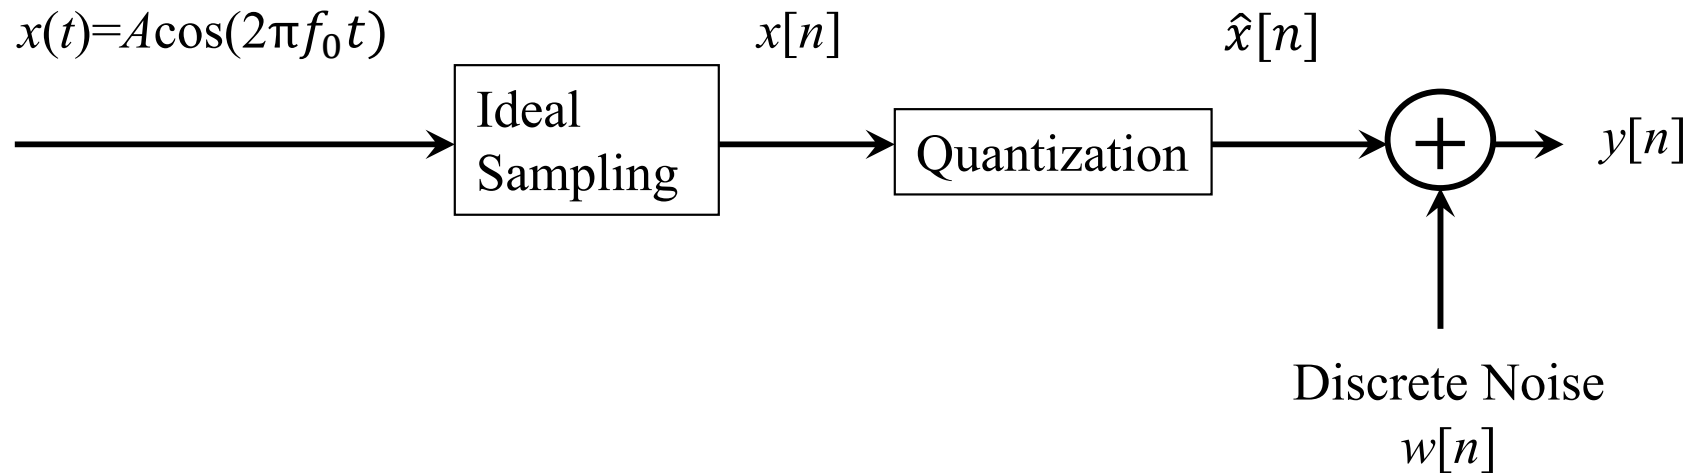 x(t)=Acos(2πf₀t)
x[n]
x̂[n]
Ideal
Sampling
Quantization
+
y[n]
Discrete Noise
w[n]